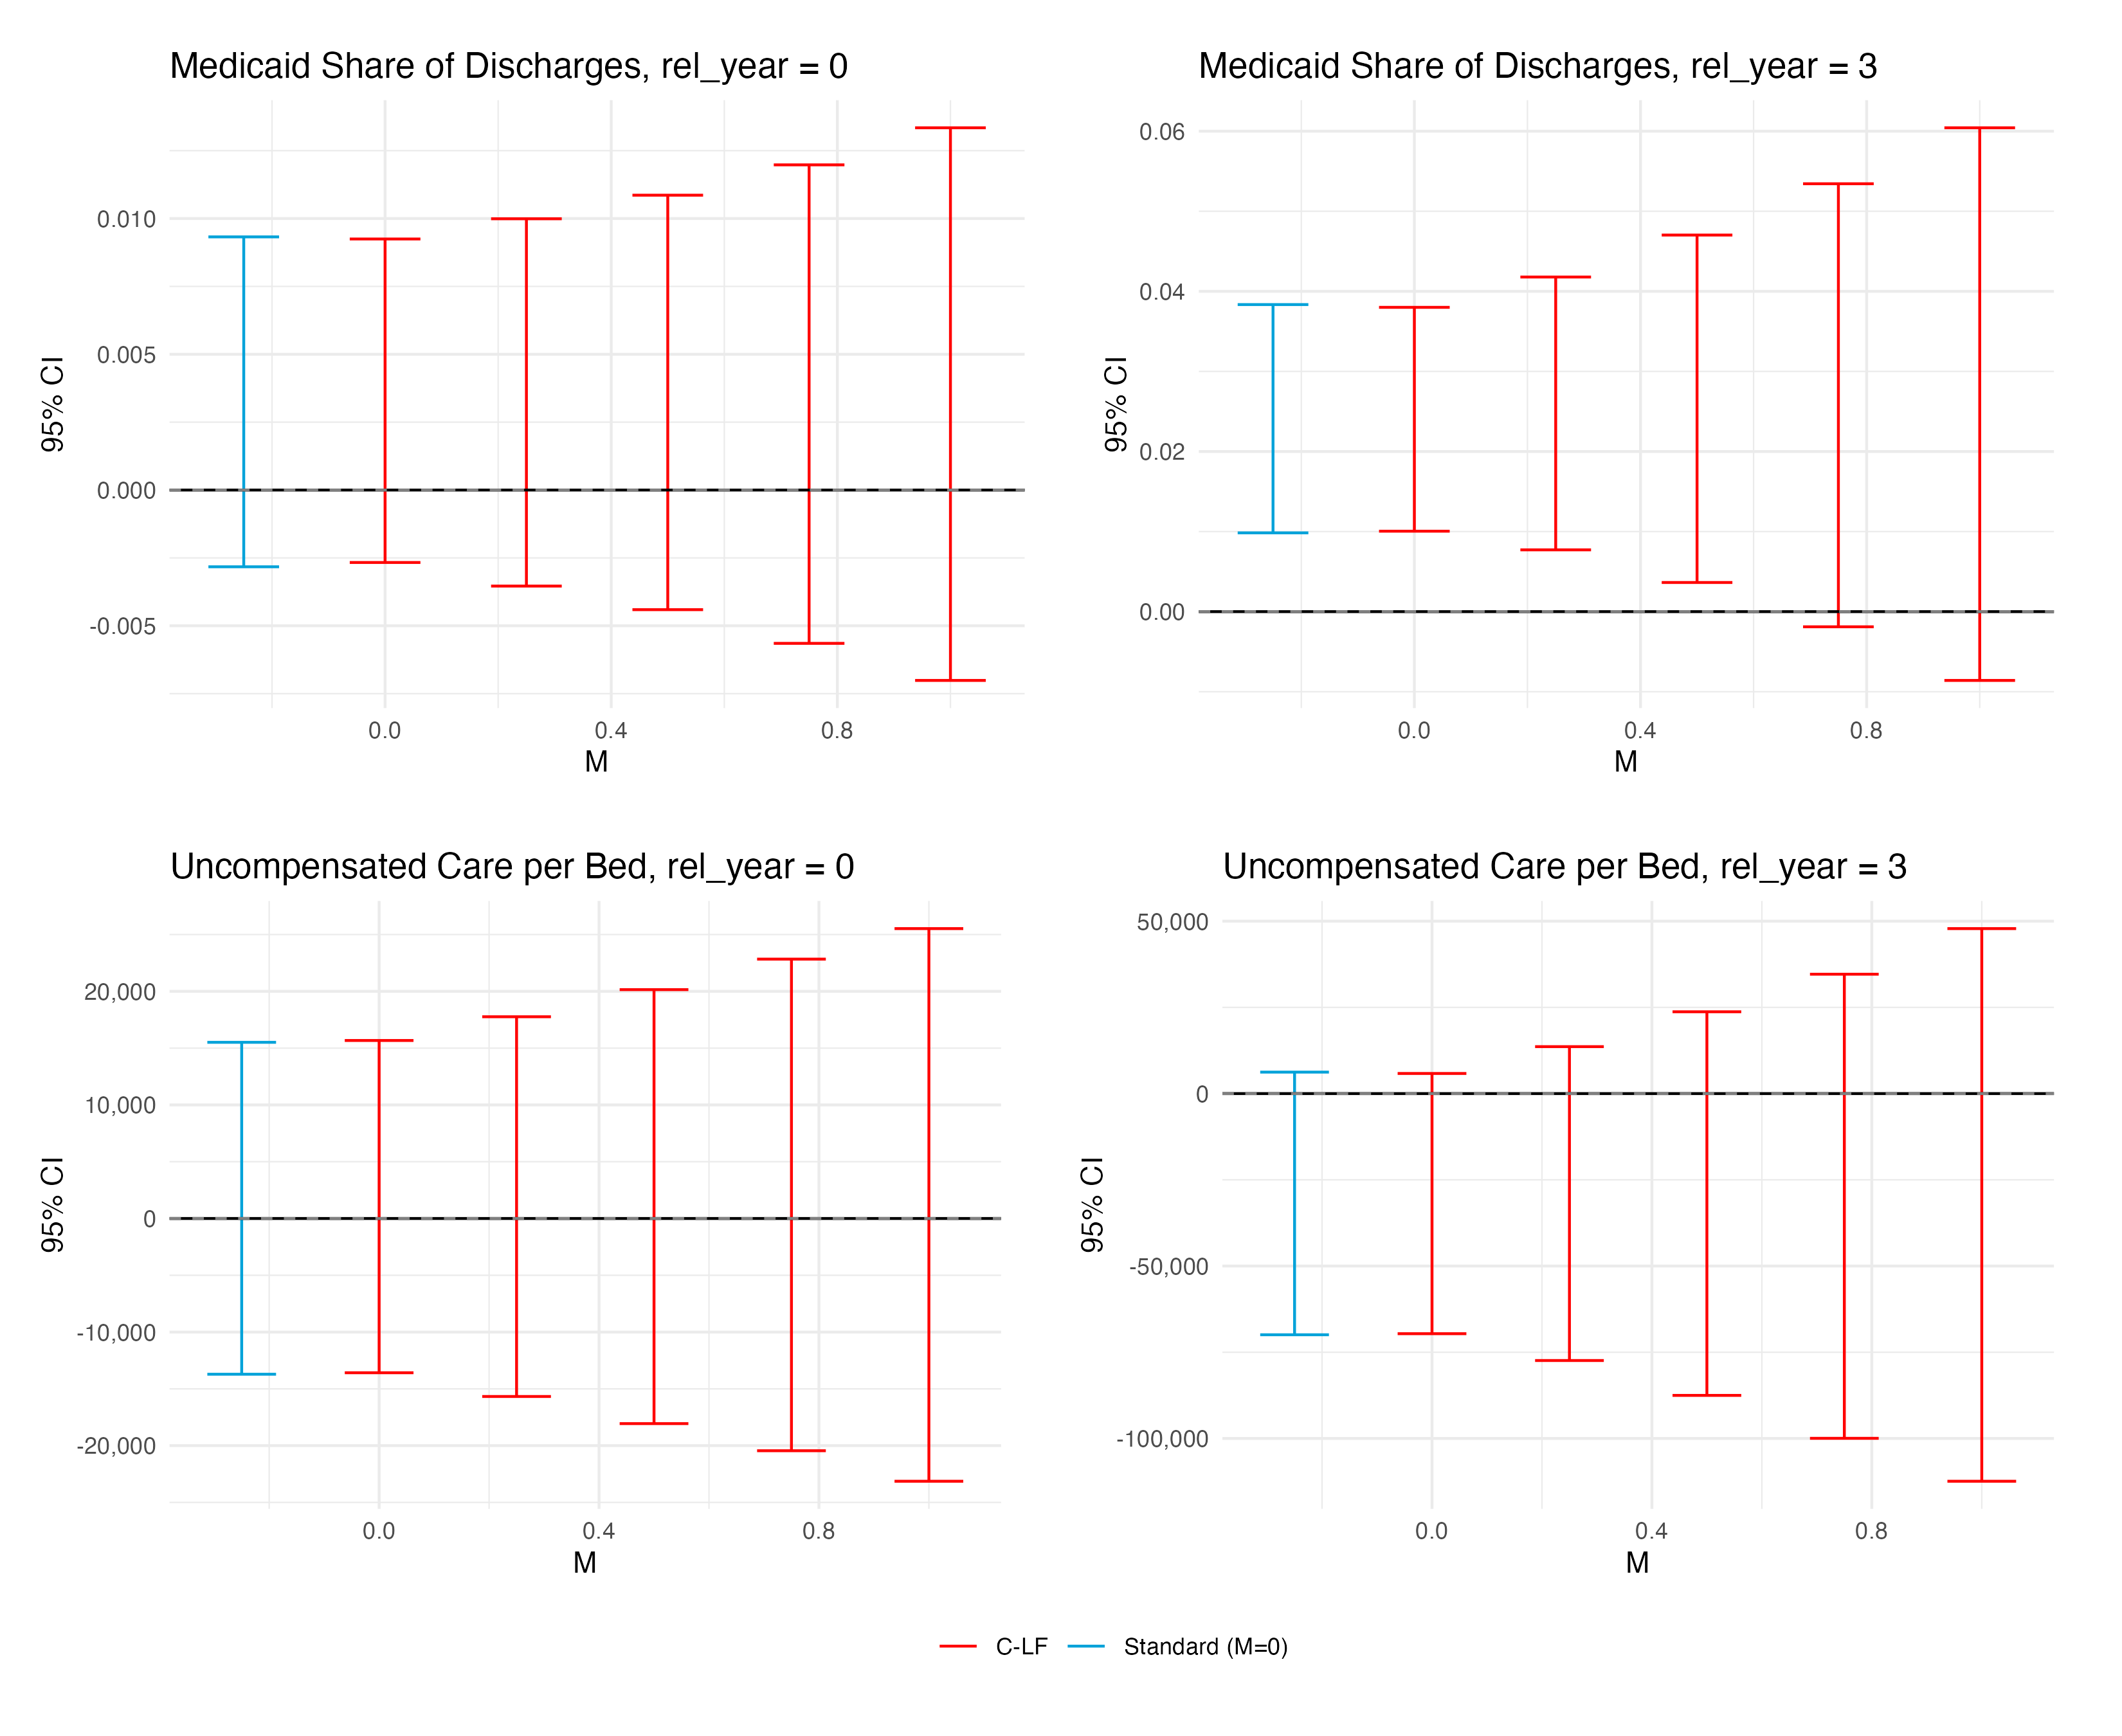 Medicaid Share of Discharges, rel_year = 0
95% CI
0.010
0.005
0.000
-0.005
0.0 0.4 0.8
M
Medicaid Share of Discharges, rel_year = 3
95% CI
0.06
0.04
0.02
0.00
0.0 0.4 0.8
M
Uncompensated Care per Bed, rel_year = 0
95% CI
20,000
10,000
0
-10,000
-20,000
0.0 0.4 0.8
M
Uncompensated Care per Bed, rel_year = 3
95% CI
50,000
0
-50,000
-100,000
0.0 0.4 0.8
M
C-LF Standard (M=0)